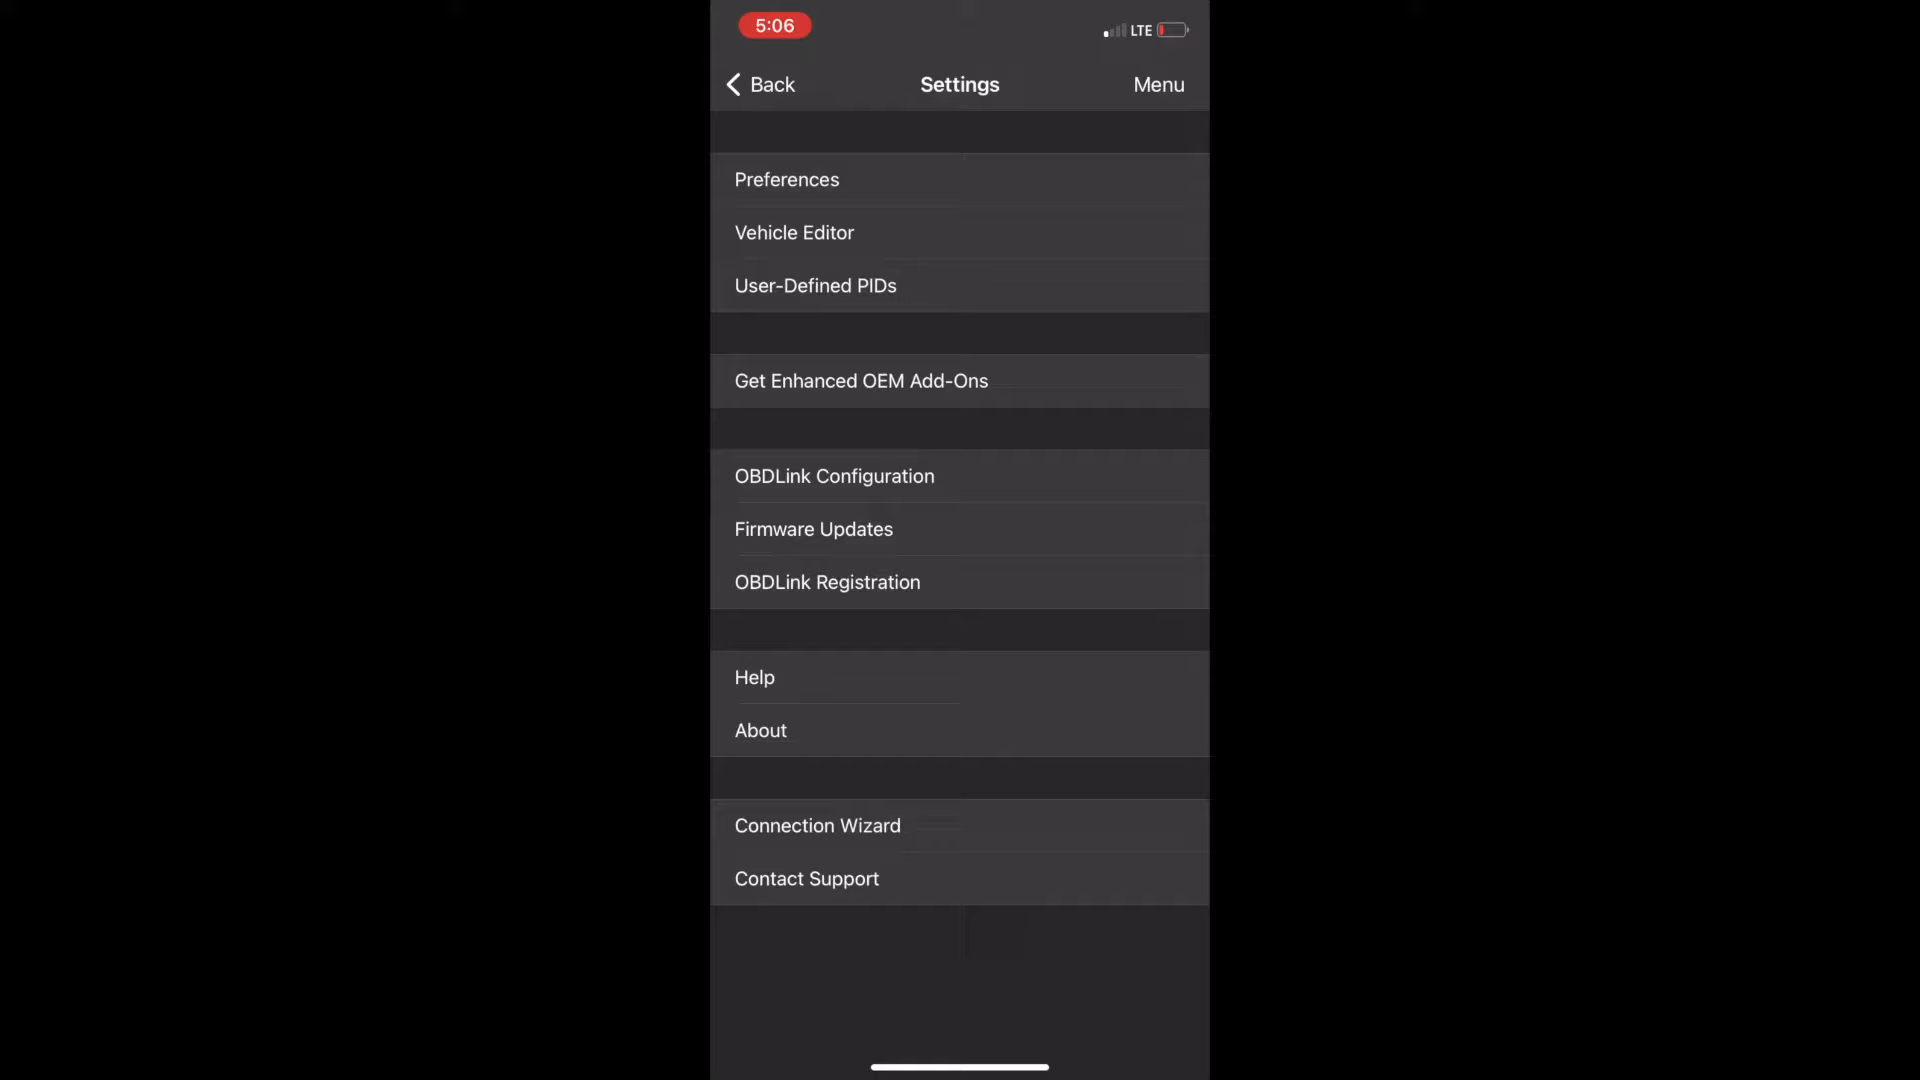 5:06
LTE
Back
Settings
Menu
Preferences
Vehicle Editor
User-Defined PIDs
Get Enhanced OEM Add-Ons
OBDLink Configuration
Firmware Updates
OBDLink Registration
Help
About
Connection Wizard
Contact Support